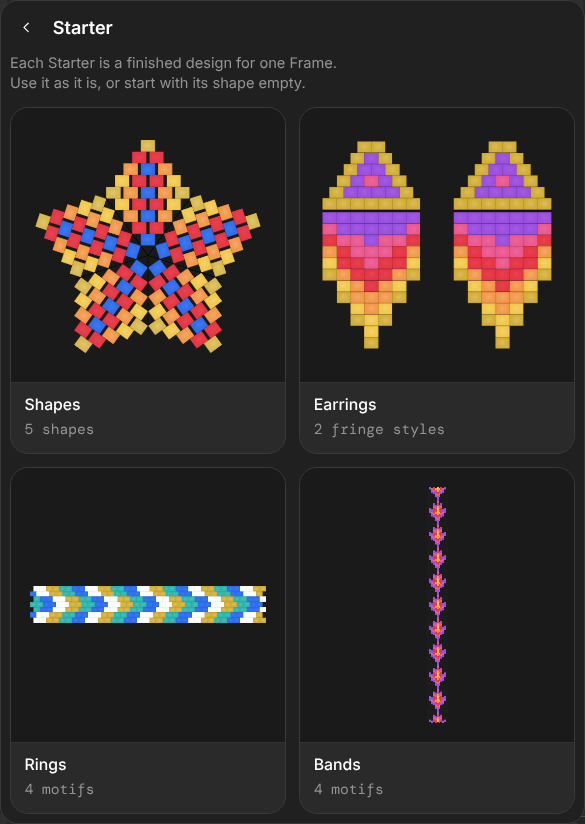 Starter
Each Starter is a finished design for one Frame.
Use it as it is, or start with its shape empty.
Shapes
5 shapes
Earrings
2 fringe styles
Rings
4 motifs
Bands
4 motifs